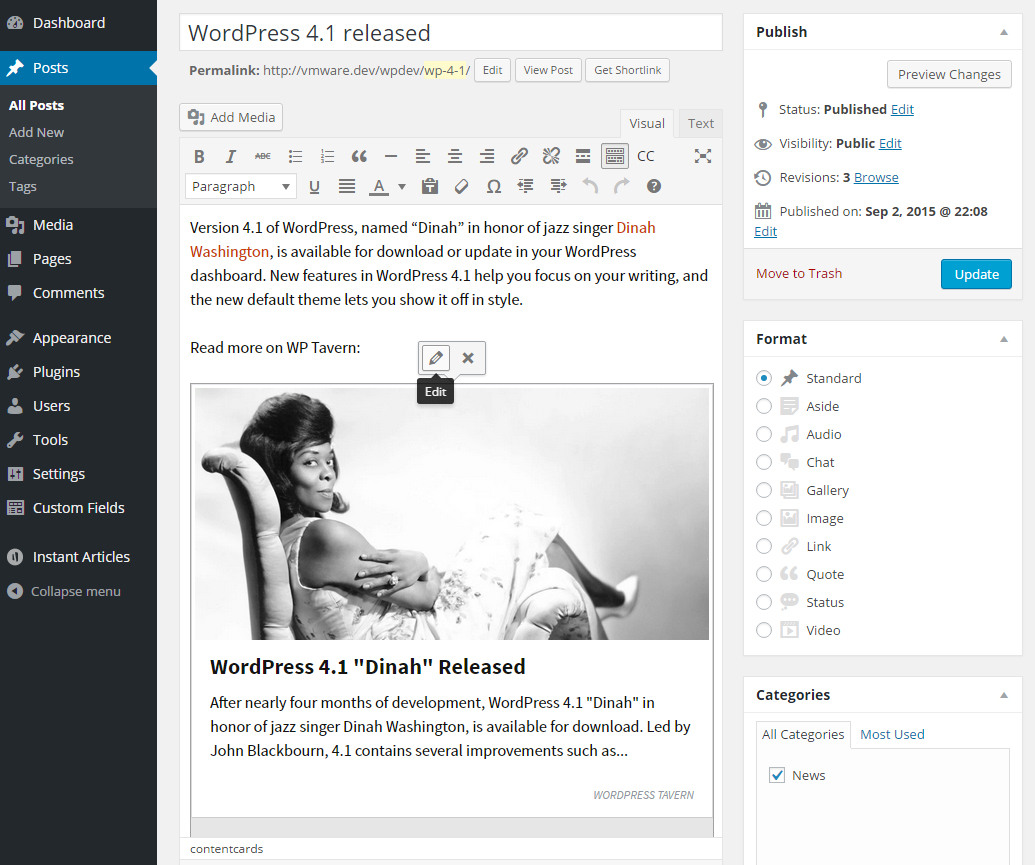 Dashboard
Posts
All Posts
Add New
Categories
Tags
Media
Pages
Comments
Appearance
Plugins
Users
Tools
Settings
Custom Fields
Instant Articles
Collapse menu
WordPress 4.1 released
Permalink: http://vmware.dev/wpdev/wp-4-1/ Edit View Post Get Shortlink
Add Media
Visual Text
B I ABC CC
Paragraph U A Ω ?
Version 4.1 of WordPress, named “Dinah” in honor of jazz singer Dinah
Washington, is available for download or update in your WordPress
dashboard. New features in WordPress 4.1 help you focus on your writing, and
the new default theme lets you show it off in style.
Read more on WP Tavern:
Edit
WordPress 4.1 "Dinah" Released
After nearly four months of development, WordPress 4.1 "Dinah" in
honor of jazz singer Dinah Washington, is available for download. Led by
John Blackbourn, 4.1 contains several improvements such as...
WORDPRESS TAVERN
contentcards
Publish
Preview Changes
Status: Published Edit
Visibility: Public Edit
Revisions: 3 Browse
Published on: Sep 2, 2015 @ 22:08
Edit
Move to Trash Update
Format
Standard
Aside
Audio
Chat
Gallery
Image
Link
Quote
Status
Video
Categories
All Categories Most Used
News